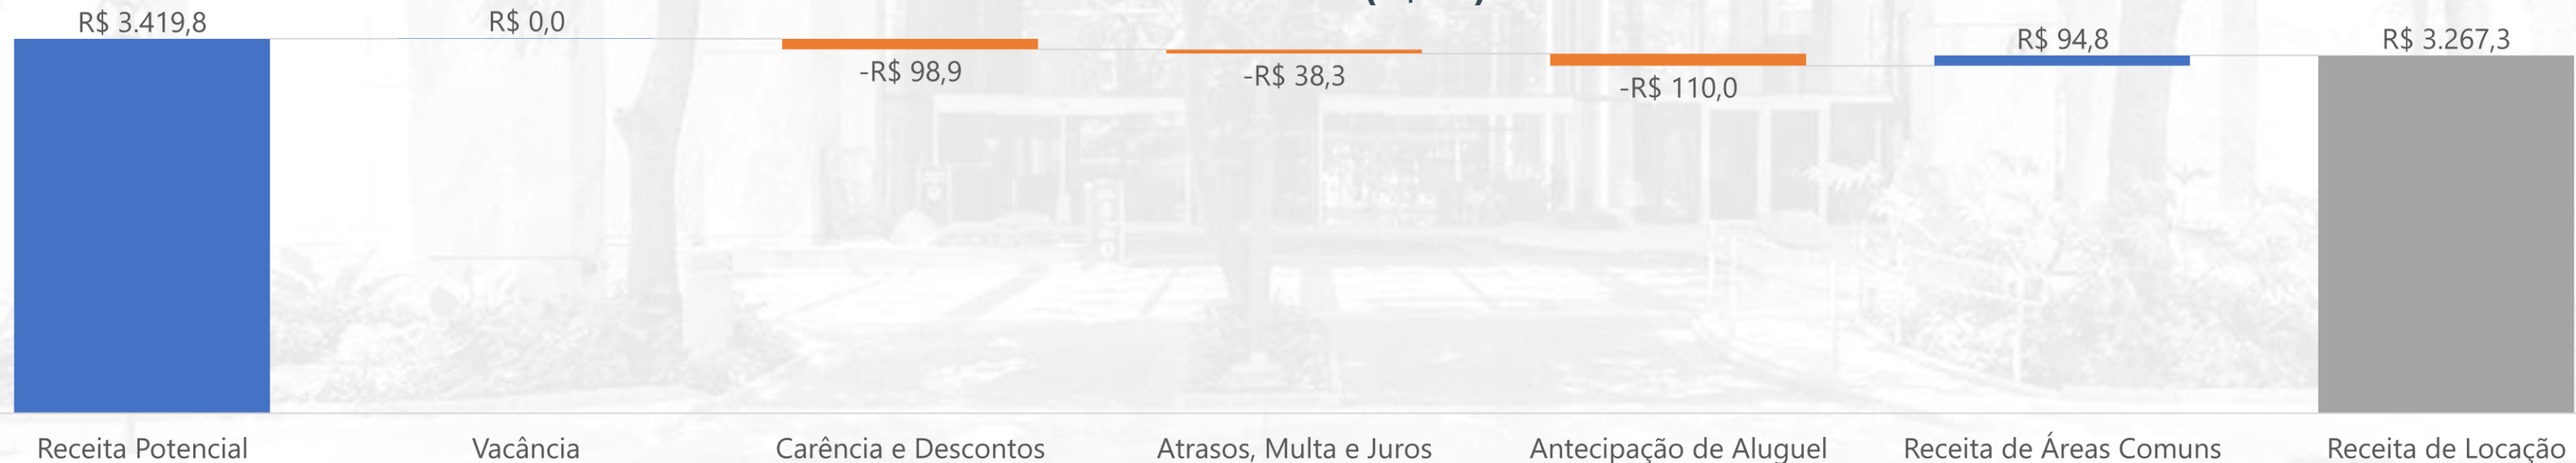 R$ 3.419,8
R$ 0,0
-R$ 98,9
-R$ 38,3
-R$ 110,0
R$ 94,8
R$ 3.267,3
Receita Potencial
Vacância
Carência e Descontos
Atrasos, Multa e Juros
Antecipação de Aluguel
Receita de Áreas Comuns
Receita de Locação